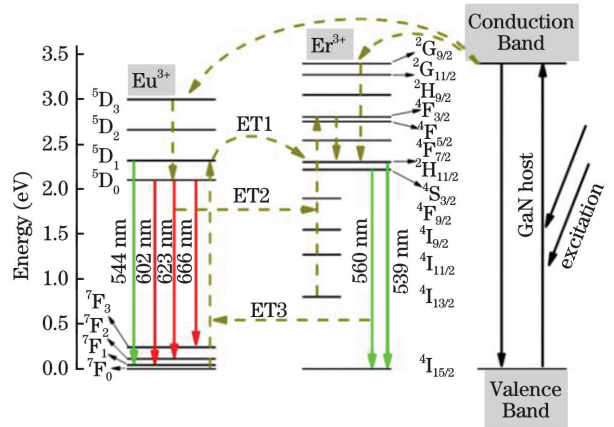 Conduction
Band
Eu³⁺
Er³⁺
Energy (eV)
3.5
3.0
2.5
2.0
1.5
1.0
0.5
0.0
⁵D₃
⁵D₂
⁵D₁
⁵D₀
⁷F₃
⁷F₂
⁷F₁
⁷F₀
544 nm
602 nm
623 nm
666 nm
ET1
ET2
ET3
560 nm
539 nm
²G₉/₂
²G₁₁/₂
²H₉/₂
⁴F₃/₂
⁴F₅/₂
⁴F₇/₂
²H₁₁/₂
⁴S₃/₂
⁴F₉/₂
⁴I₉/₂
⁴I₁₁/₂
⁴I₁₃/₂
⁴I₁₅/₂
GaN host
excitation
Valence
Band